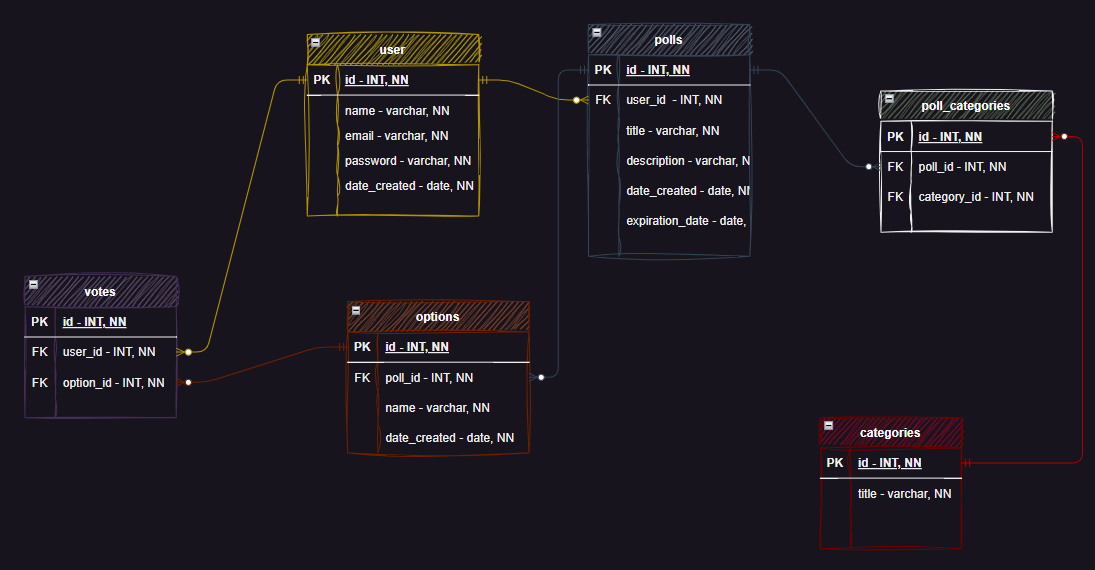 user
PK id - INT, NN
name - varchar, NN
email - varchar, NN
password - varchar, NN
date_created - date, NN
polls
PK id - INT, NN
FK user_id - INT, NN
title - varchar, NN
description - varchar, N
date_created - date, N
expiration_date - date,
poll_categories
PK id - INT, NN
FK poll_id - INT, NN
FK category_id - INT, NN
votes
PK id - INT, NN
FK user_id - INT, NN
FK option_id - INT, NN
options
PK id - INT, NN
FK poll_id - INT, NN
name - varchar, NN
date_created - date, NN
categories
PK id - INT, NN
title - varchar, NN